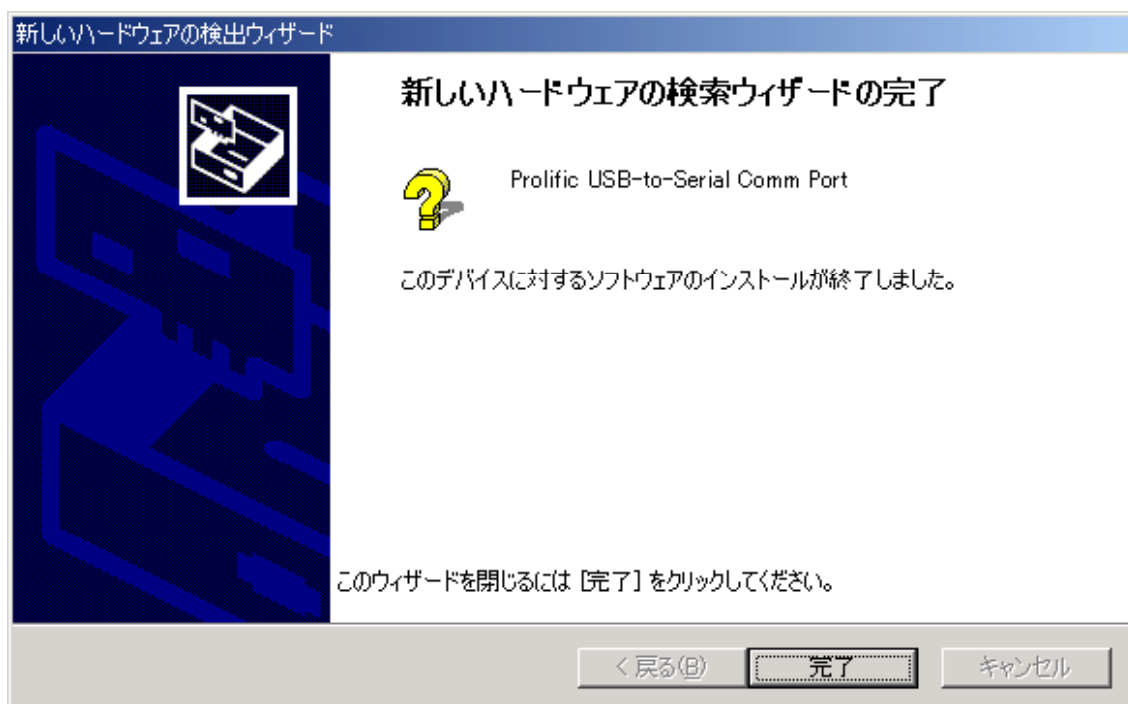 新しいハードウェアの検出ウィザード
新しいハードウェアの検索ウィザードの完了
Prolific USB-to-Serial Comm Port
このデバイスに対するソフトウェアのインストールが終了しました。
このウィザードを閉じるには [完了] をクリックしてください。
< 戻る(B)
完了
キャンセル